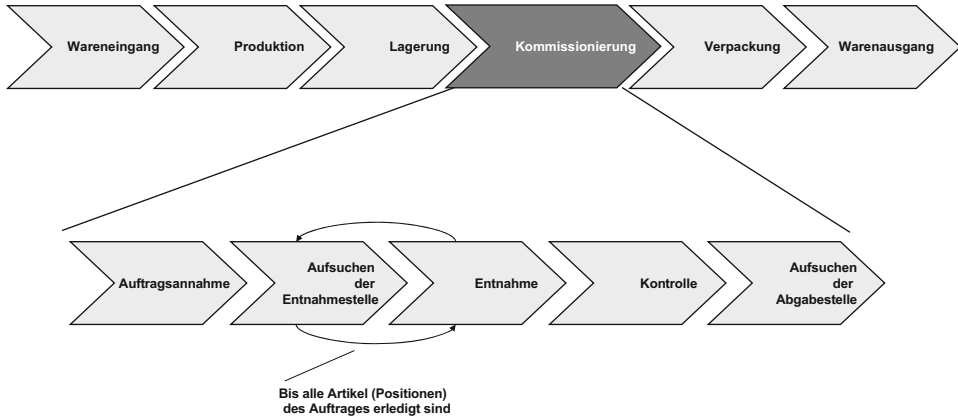 Wareneingang
Produktion
Lagerung
Kommissionierung
Verpackung
Warenausgang
Auftragsannahme
Aufsuchen
der
Entnahmestelle
Entnahme
Kontrolle
Aufsuchen
der
Abgabestelle
Bis alle Artikel (Positionen)
des Auftrages erledigt sind